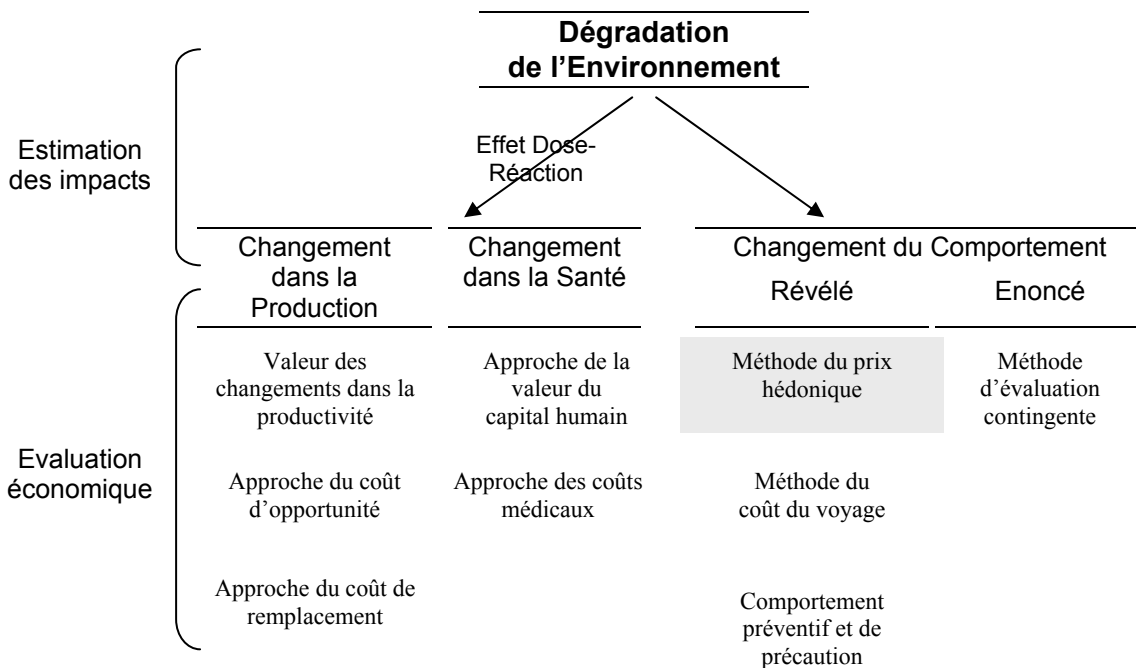 Dégradation
de l'Environnement
Estimation
des impacts
Effet Dose-
Réaction
Changement
dans la
Production
Changement
dans la Santé
Changement du Comportement
Révélé
Enoncé
Evaluation
économique
Valeur des
changements dans la
productivité
Approche de la
valeur du
capital humain
Méthode du prix
hédonique
Méthode
d'évaluation
contingente
Approche du coût
d'opportunité
Approche des coûts
médicaux
Méthode du
coût du voyage
Approche du coût de
remplacement
Comportement
préventif et de
précaution